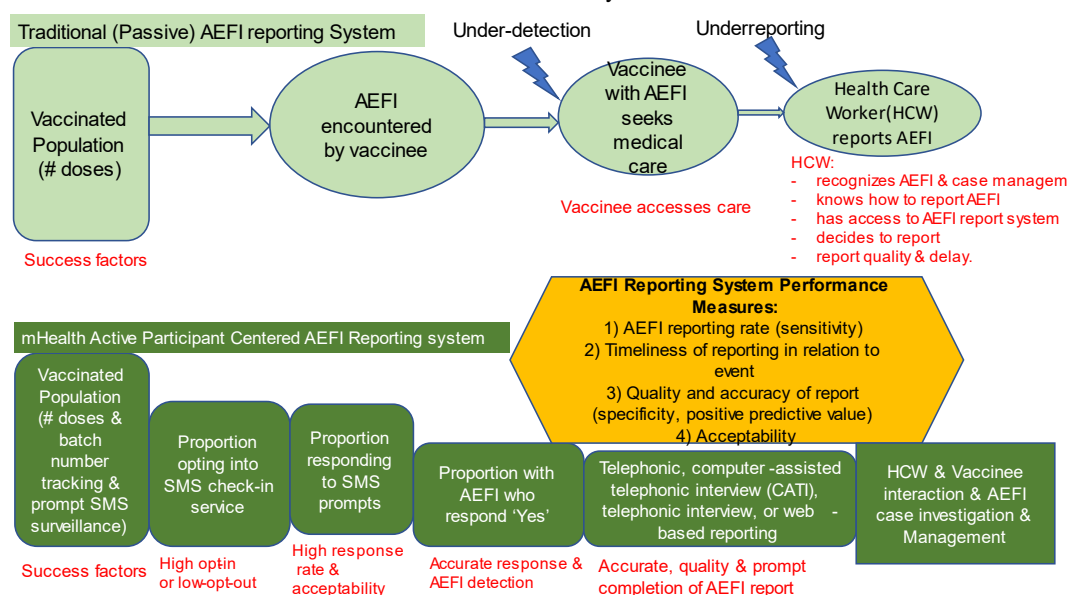 Traditional (Passive) AEFI reporting System
Under-detection
Underreporting
Vaccinated
Population
(# doses)
AEFI
encountered
by vaccinee
Vaccinee
with AEFI
seeks
medical
care
Health Care
Worker(HCW)
reports AEFI
Success factors
Vaccinee accesses care
HCW:
- recognizes AEFI & case managem
- knows how to report AEFI
- has access to AEFI report system
- decides to report
- report quality & delay.
AEFI Reporting System Performance
Measures:
1) AEFI reporting rate (sensitivity)
2) Timeliness of reporting in relation to
event
3) Quality and accuracy of report
(specificity, positive predictive value)
4) Acceptability
mHealth Active Participant Centered AEFI Reporting system
Vaccinated
Population
(# doses &
batch
number
tracking &
prompt SMS
surveillance)
Proportion
opting into
SMS check-in
service
Proportion
responding
to SMS
prompts
Proportion with
AEFI who
respond ‘Yes’
Telephonic, computer -assisted
telephonic interview (CATI),
telephonic interview, or web -
based reporting
HCW & Vaccinee
interaction & AEFI
case investigation &
Management
Success factors
High opt-in
or low-opt-out
High response
rate &
acceptability
Accurate response &
AEFI detection
Accurate, quality & prompt
completion of AEFI report